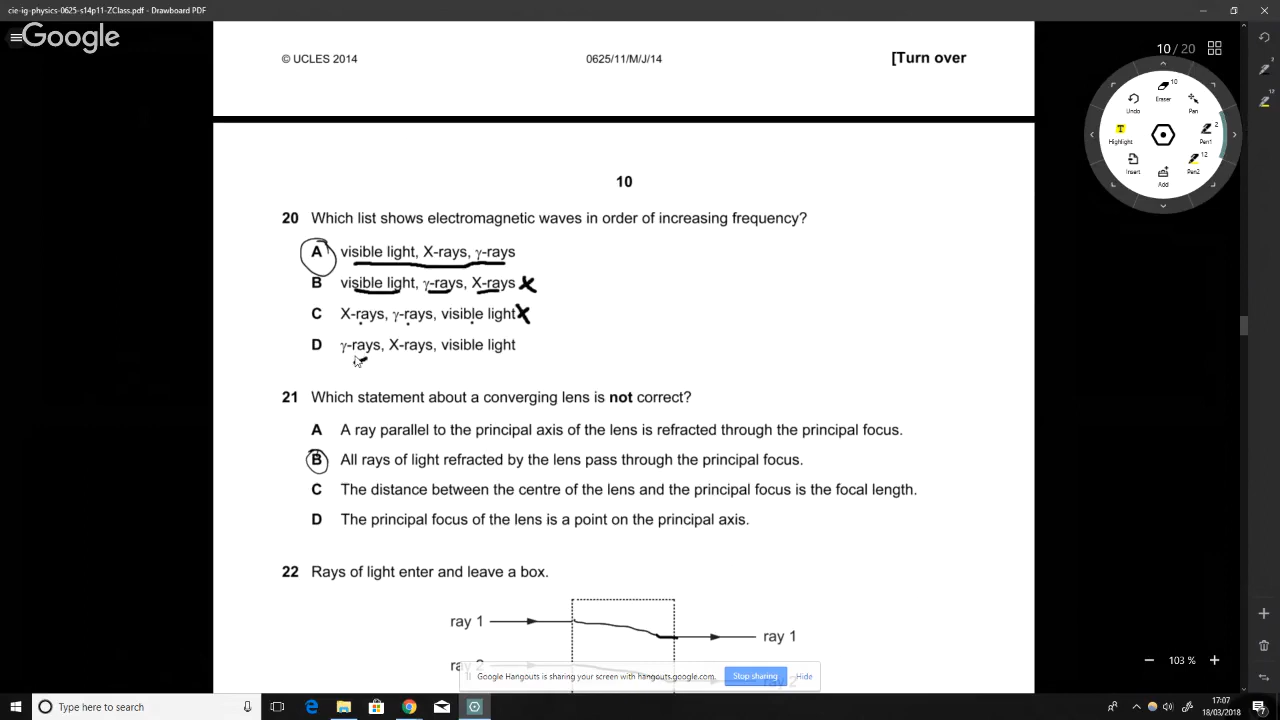 cie-ig-physics-0625-s14p11-ZClass.pdf - Drawboard PDF
Google
© UCLES 2014 0625/11/M/J/14 [Turn over
10 / 20
10
Undo
Eraser
Pan
Highlight
2
Pen1
Insert
Add
12
Pen2
10
20 Which list shows electromagnetic waves in order of increasing frequency?
A visible light, X-rays, γ-rays
B visible light, γ-rays, X-rays
C X-rays, γ-rays, visible light
D γ-rays, X-rays, visible light
21 Which statement about a converging lens is not correct?
A A ray parallel to the principal axis of the lens is refracted through the principal focus.
B All rays of light refracted by the lens pass through the principal focus.
C The distance between the centre of the lens and the principal focus is the focal length.
D The principal focus of the lens is a point on the principal axis.
22 Rays of light enter and leave a box.
ray 1 ray 1
ray 2
Google Hangouts is sharing your screen with hangouts.google.com. Stop sharing Hide
103 %
Type here to search
17:07
18/03/2018